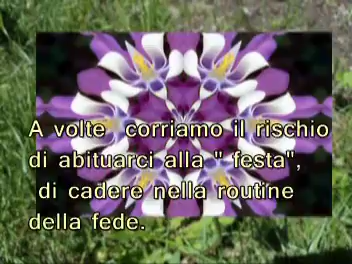 A volte  corriamo il rischio
di abituarci alla " festa",
di cadere nella routine
della fede.